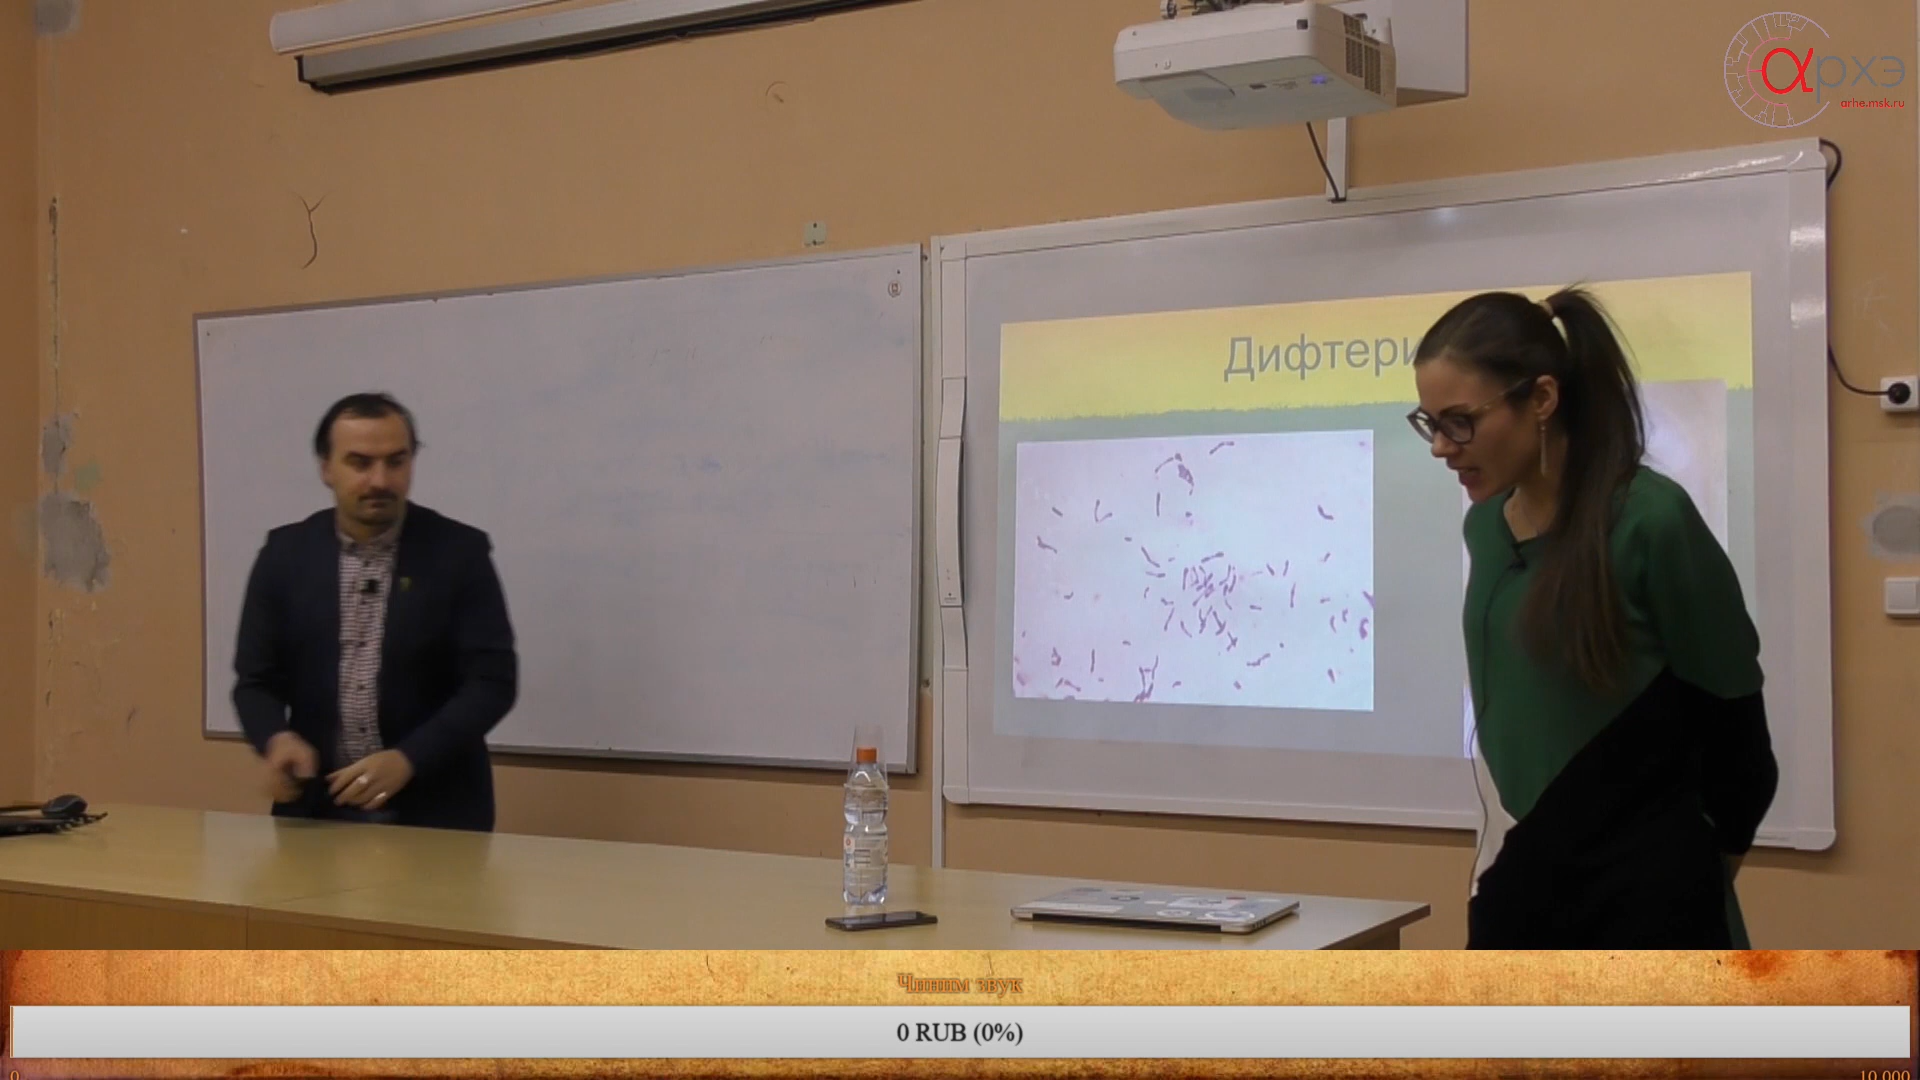 αрхэ
arhe.msk.ru
Дифтери
Чиним звук
0 RUB (0%)
0
10 000